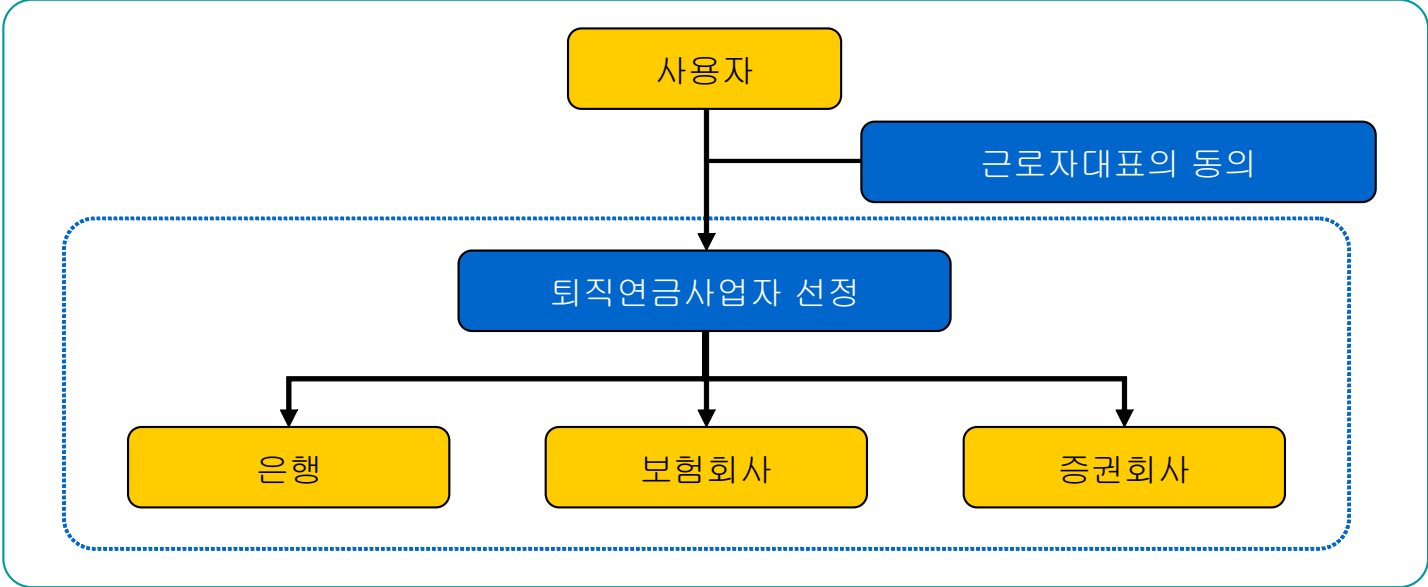 사용자
근로자대표의 동의
퇴직연금사업자 선정
은행
보험회사
증권회사